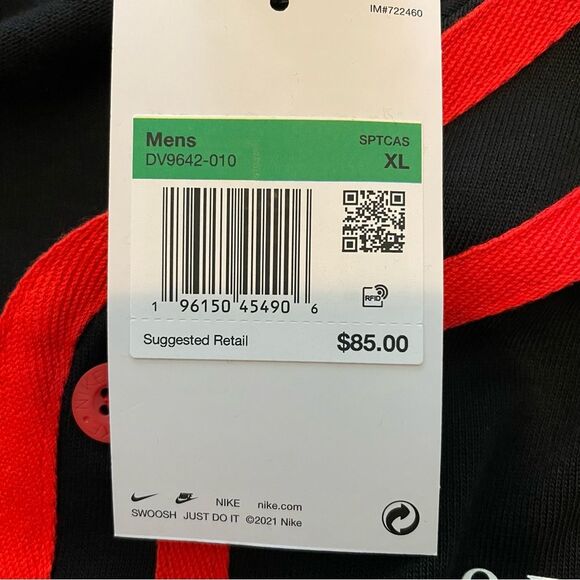 IM#722460
Mens SPTCAS
DV9642-010 XL
1 96150 45490 6
RFID
Suggested Retail $85.00
NIKE nike.com
SWOOSH JUST DO IT ©2021 Nike
NIKE